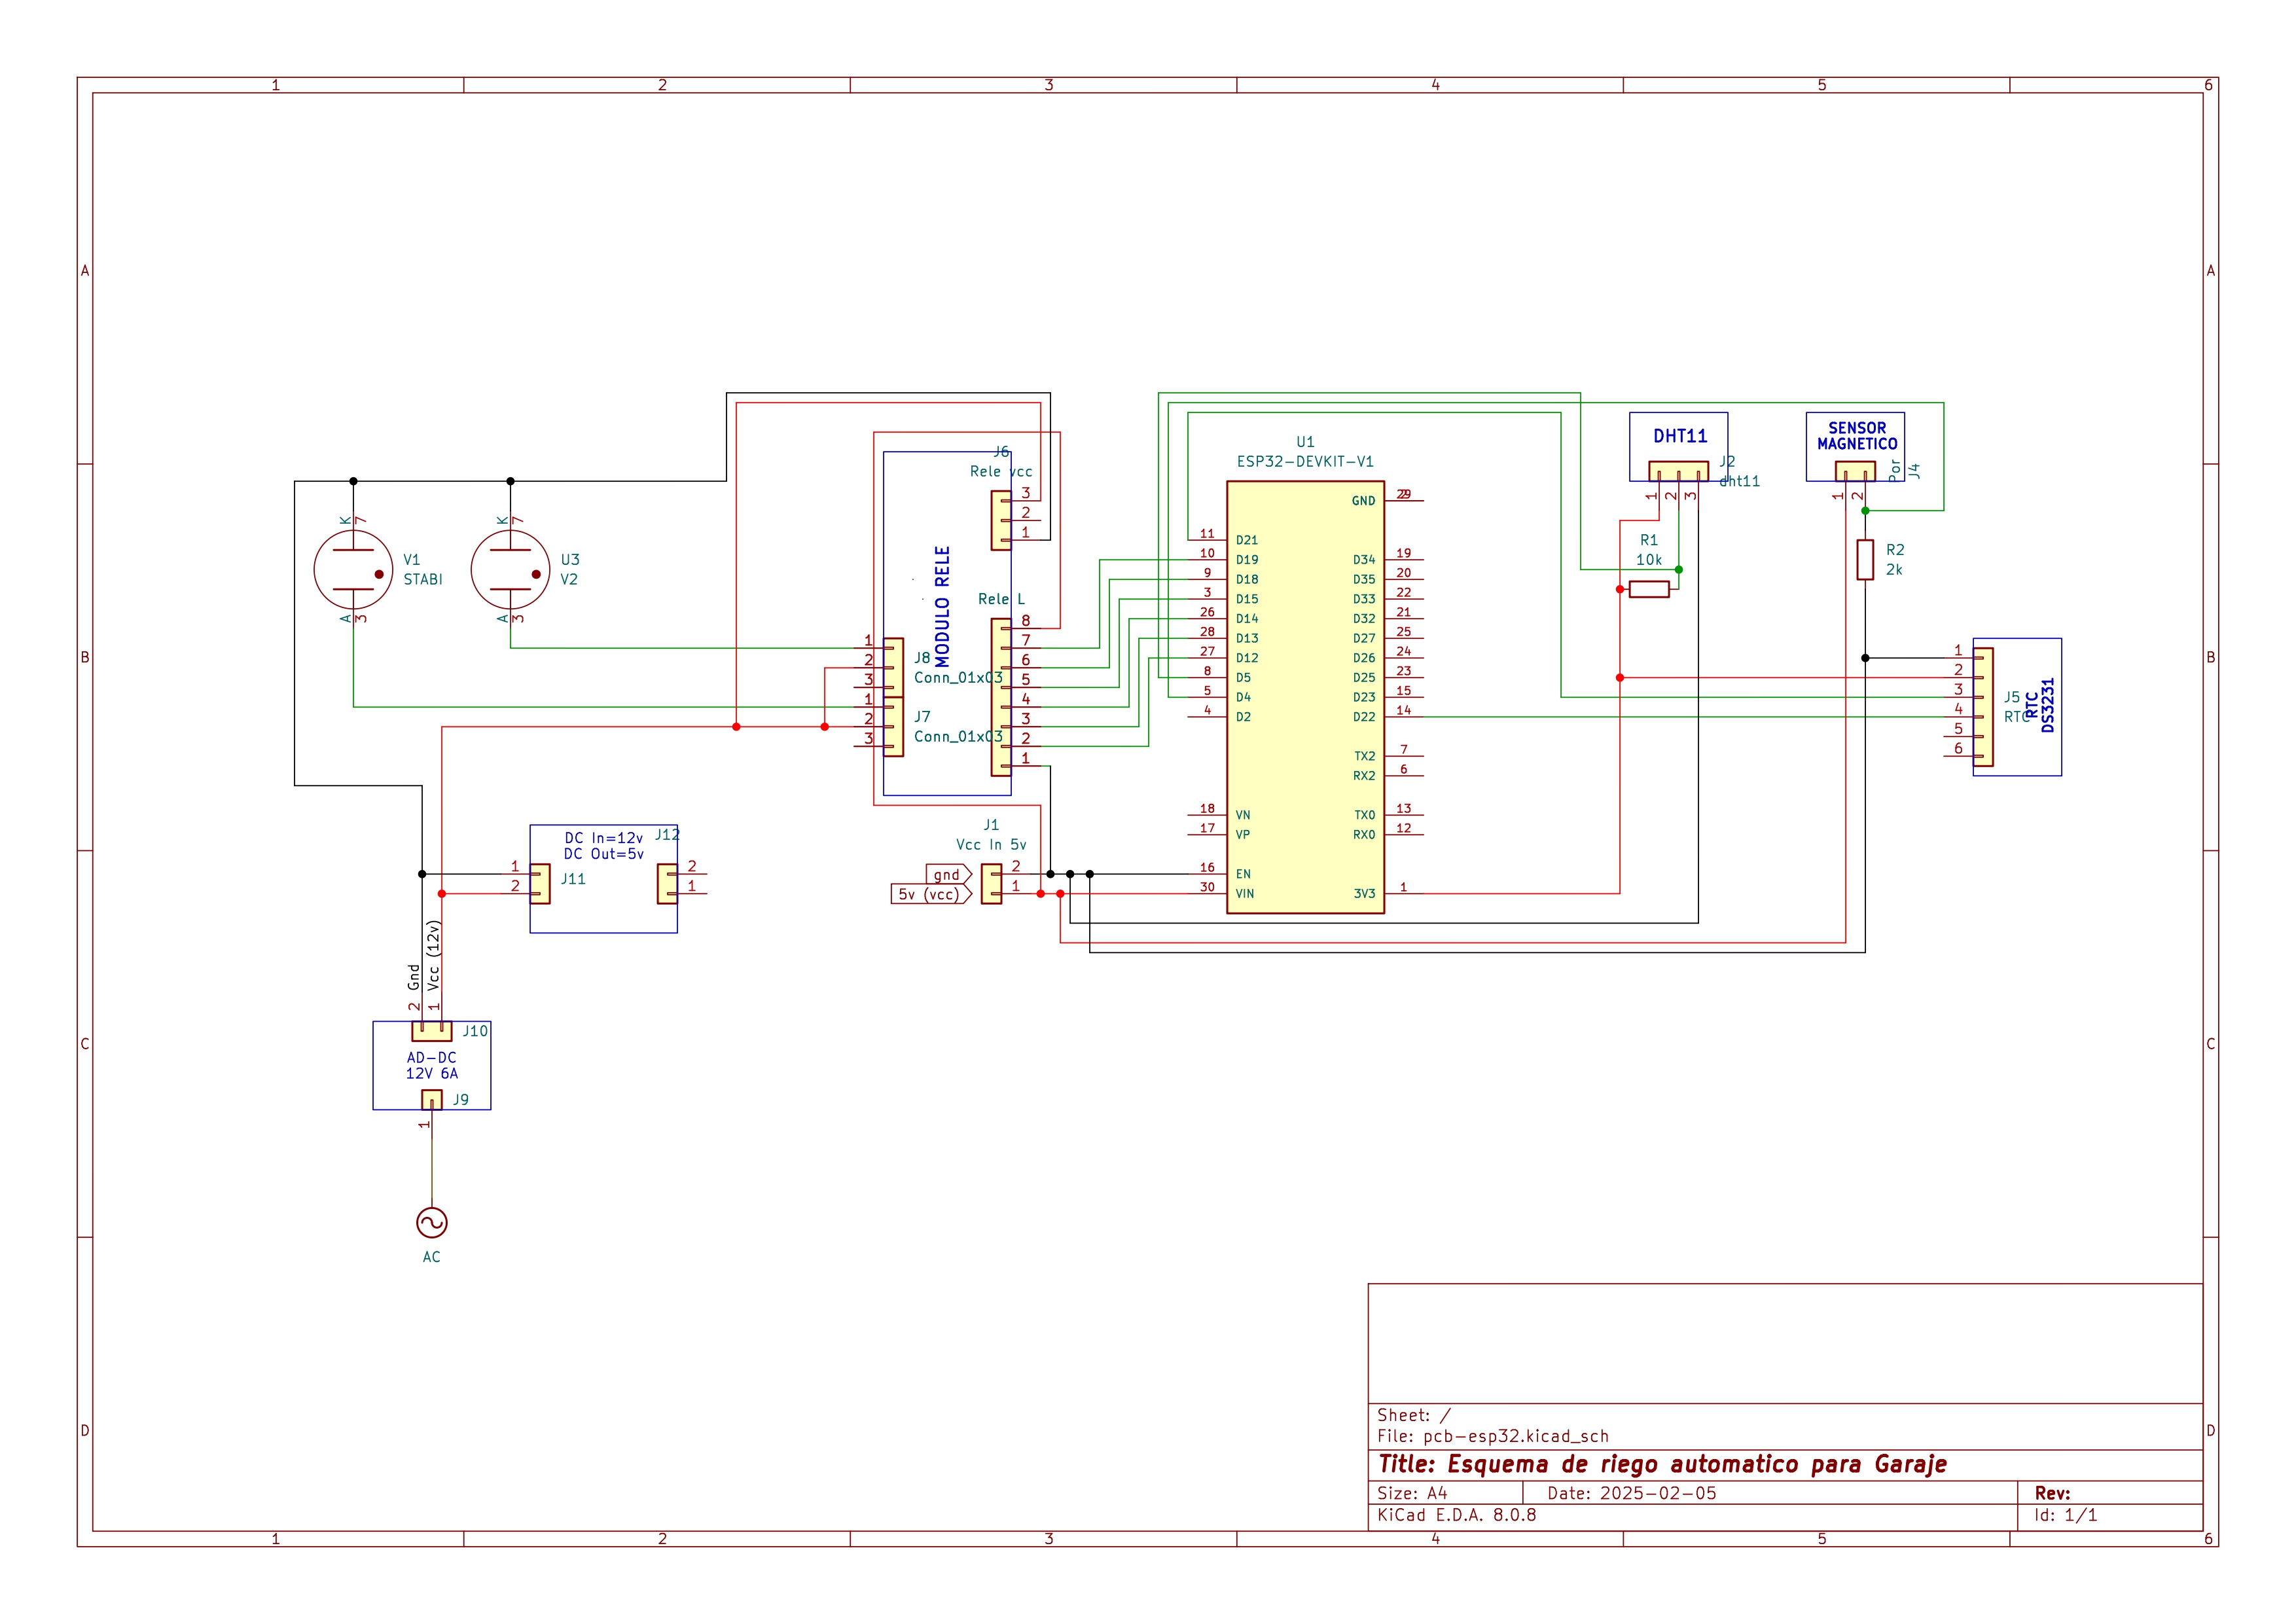 1 2 3 4 5 6
A A
J6
Rele vcc
3
2
1
MODULO RELE
Rele L
8
7
6
5
4
3
2
1
K 7
V1
STABI
A 3
K 7
U3
V2
A 3
1
2
3
J8
Conn_01x03
1
2
3
J7
Conn_01x03
U1
ESP32-DEVKIT-V1
GND
11 D21
10 D19 D34 19
9 D18 D35 20
3 D15 D33 22
26 D14 D32 21
28 D13 D27 25
27 D12 D26 24
8 D5 D25 23
5 D4 D23 15
4 D2 D22 14
TX2 7
RX2 6
18 VN TX0 13
17 VP RX0 12
16 EN
30 VIN 3V3 1
DHT11
J2
dht11
1 2 3
R1
10k
SENSOR
MAGNETICO
Por
J4
1 2
R2
2k
1
2
3
4
5
6
J5
RTC
RTC
DS3231
B B
J1
Vcc In 5v
gnd 2
5v (vcc) 1
DC In=12v
DC Out=5v
J12
1 2
2 1
J11
Gnd
Vcc (12v)
2 1
J10
AD-DC
12V 6A
J9
1
AC
C C
D D
Sheet: /
File: pcb-esp32.kicad_sch
Title: Esquema de riego automatico para Garaje
Size: A4 Date: 2025-02-05 Rev:
KiCad E.D.A. 8.0.8 Id: 1/1
1 2 3 4 5 6